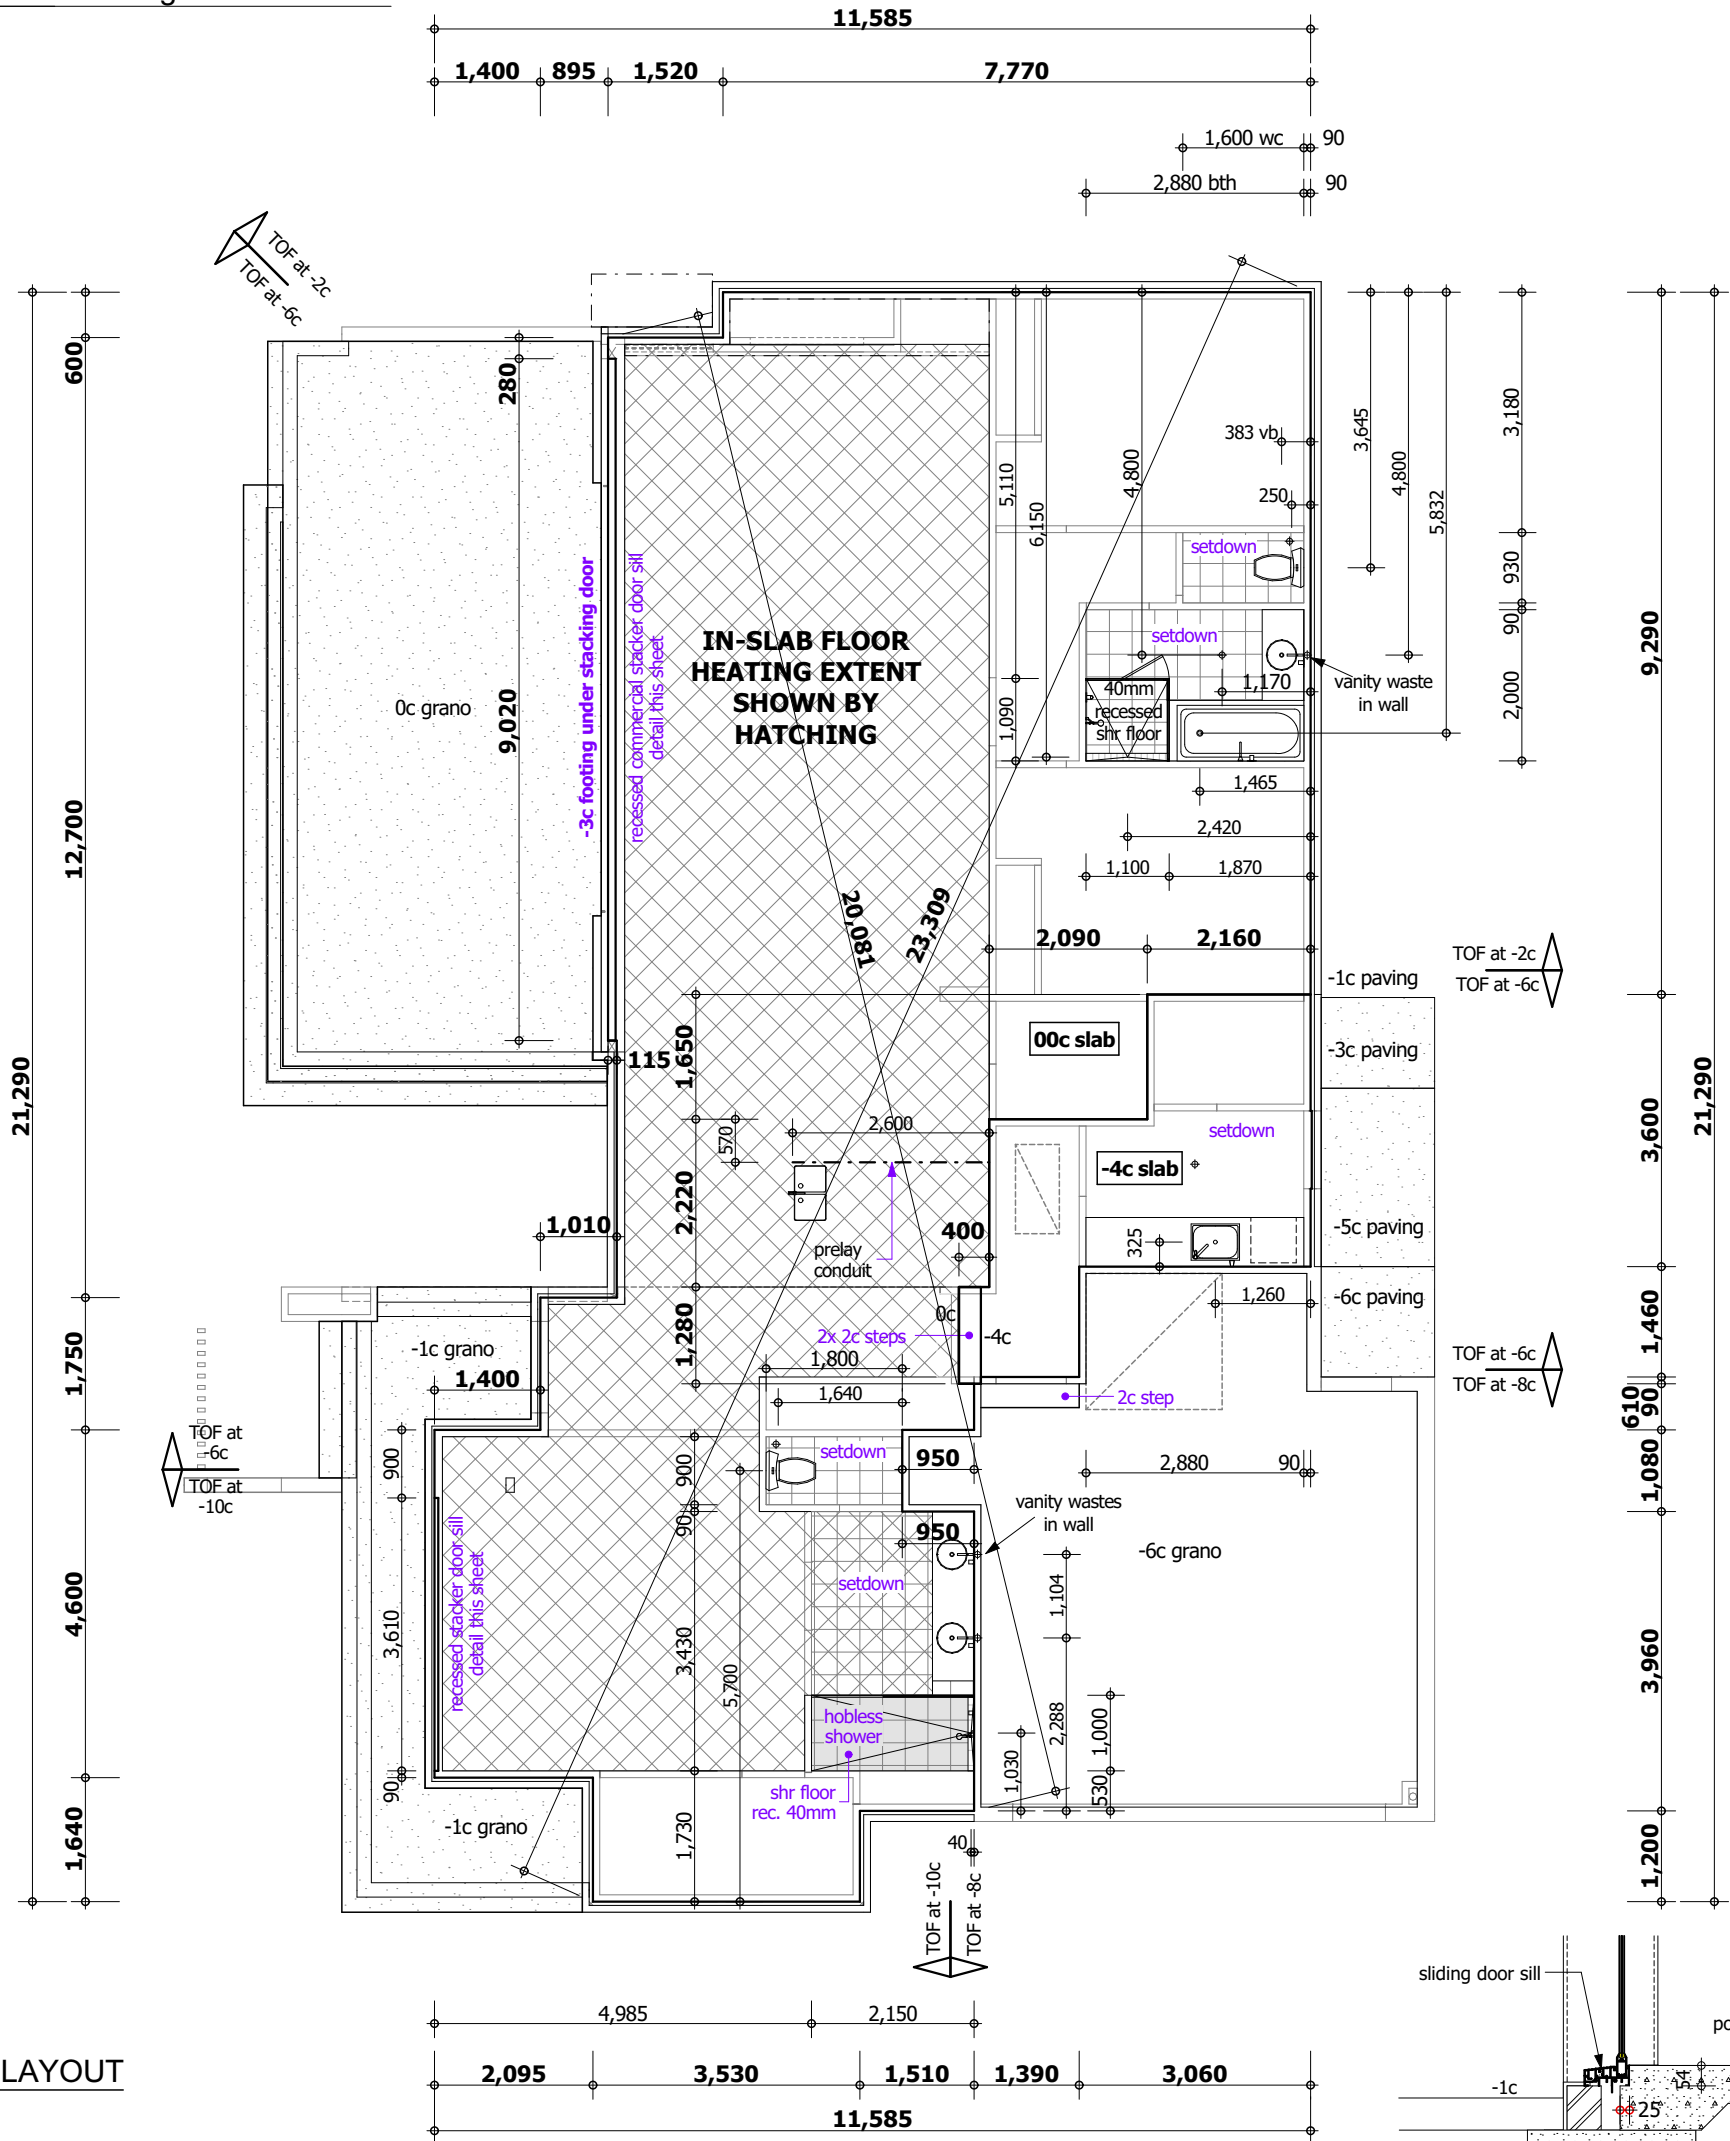 11,585
1,400
895
1,520
7,770
1,600 wc
90
2,880 bth
90
TOF at -2c
TOF at -6c
600
280
3,645
3,180
383 vb
4,800
5,110
4,800
250
6,150
5,832
setdown
930
-3c footing under stacking door
recessed commercial stacker door sill
detail this sheet
IN-SLAB FLOOR
HEATING EXTENT
SHOWN BY
HATCHING
setdown
90
9,290
0c grano
9,020
1,090
40mm
recessed
shr floor
1,170
vanity waste
in wall
2,000
1,465
12,700
2,420
1,100
1,870
20,081
23,309
2,090
2,160
TOF at -2c
TOF at -6c
-1c paving
00c slab
-3c paving
115
1,650
21,290
21,290
570
2,600
setdown
3,600
-4c slab
2,220
1,010
400
325
-5c paving
prelay
conduit
1,260
-6c paving
0c
2x 2c steps
-4c
1,280
1,460
1,750
-1c grano
1,800
TOF at -6c
TOF at -8c
1,400
1,640
2c step
610
90
TOF at
-6c
TOF at
-10c
900
900
setdown
950
2,880
90
1,080
90
vanity wastes
in wall
950
-6c grano
recessed stacker door sill
detail this sheet
setdown
1,104
4,600
3,610
3,430
5,700
3,960
hobless
shower
2,288
1,000
1,030
530
90
shr floor
rec. 40mm
-1c grano
1,640
1,730
40
1,200
TOF at -10c
TOF at -8c
sliding door sill
4,985
2,150
LAYOUT
2,095
3,530
1,510
1,390
3,060
-1c
54
25
11,585